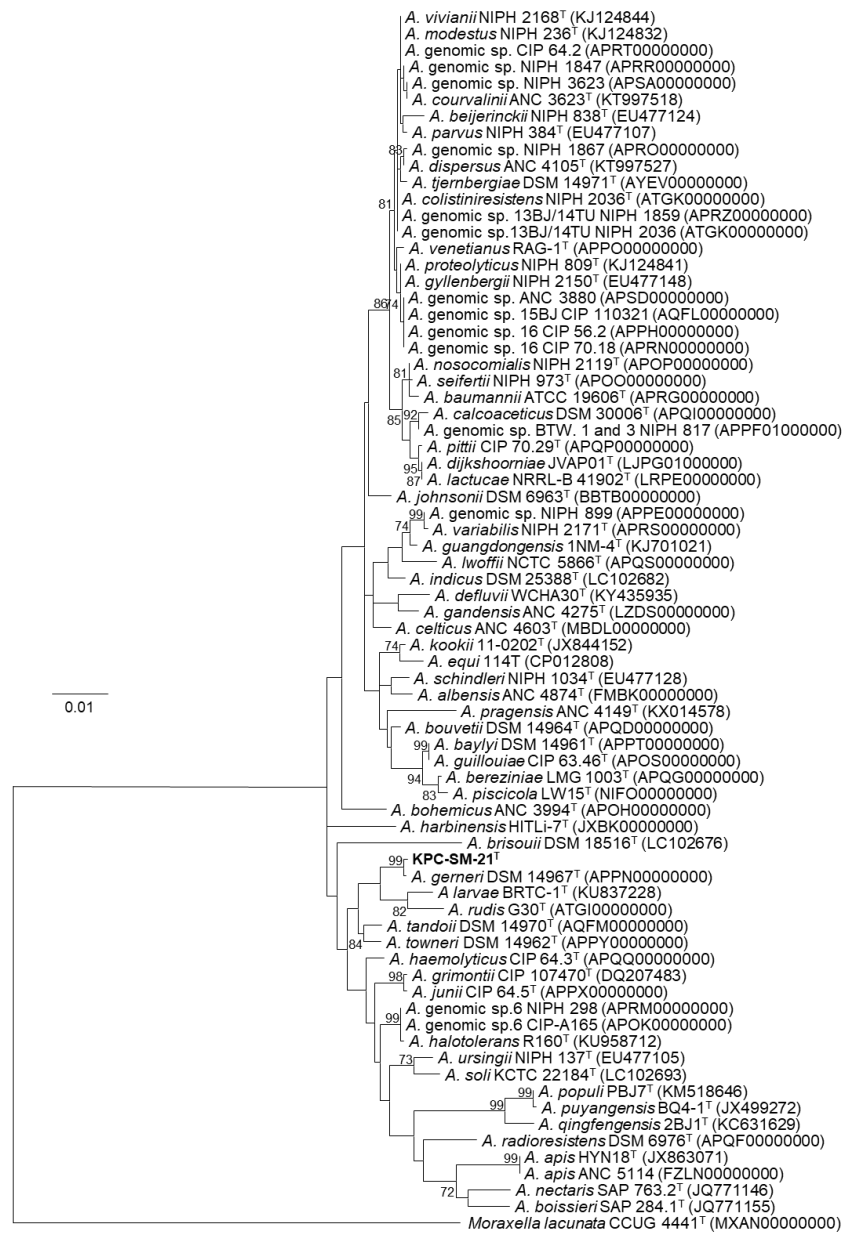 A. vivianii NIPH 2168ᵀ (KJ124844)
A. modestus NIPH 236ᵀ (KJ124832)
A. genomic sp. CIP 64.2 (APRT00000000)
A. genomic sp. NIPH 1847 (APRR00000000)
A. genomic sp. NIPH 3623 (APSA00000000)
A. courvalinii ANC 3623ᵀ (KT997518)
A. beijerinckii NIPH 838ᵀ (EU477124)
A. parvus NIPH 384ᵀ (EU477107)
83 A. genomic sp. NIPH 1867 (APRO00000000)
A. dispersus ANC 4105ᵀ (KT997527)
A. tjernbergiae DSM 14971ᵀ (AYEV00000000)
81 A. colistiniresistens NIPH 2036ᵀ (ATGK00000000)
A. genomic sp. 13BJ/14TU NIPH 1859 (APRZ00000000)
A. genomic sp.13BJ/14TU NIPH 2036 (ATGK00000000)
A. venetianus RAG-1ᵀ (APPO00000000)
A. proteolyticus NIPH 809ᵀ (KJ124841)
A. gyllenbergii NIPH 2150ᵀ (EU477148)
86 74 A. genomic sp. ANC 3880 (APSD00000000)
A. genomic sp. 15BJ CIP 110321 (AQFL00000000)
A. genomic sp. 16 CIP 56.2 (APPH00000000)
A. genomic sp. 16 CIP 70.18 (APRN00000000)
A. nosocomialis NIPH 2119ᵀ (APOP00000000)
81 A. seifertii NIPH 973ᵀ (APOO00000000)
A. baumannii ATCC 19606ᵀ (APRG00000000)
92 A. calcoaceticus DSM 30006ᵀ (APQI00000000)
85 A. genomic sp. BTW. 1 and 3 NIPH 817 (APPF01000000)
A. pittii CIP 70.29ᵀ (APQP00000000)
95 A. dijkshoorniae JVAP01ᵀ (LJPG01000000)
87 A. lactucae NRRL-B 41902ᵀ (LRPE00000000)
A. johnsonii DSM 6963ᵀ (BBTB00000000)
99 A. genomic sp. NIPH 899 (APPE00000000)
74 A. variabilis NIPH 2171ᵀ (APRS00000000)
A. guangdongensis 1NM-4ᵀ (KJ701021)
A. lwoffii NCTC 5866ᵀ (APQS00000000)
A. indicus DSM 25388ᵀ (LC102682)
A. defluvii WCHA30ᵀ (KY435935)
A. gandensis ANC 4275ᵀ (LZDS00000000)
A. celticus ANC 4603ᵀ (MBDL00000000)
74 A. kookii 11-0202ᵀ (JX844152)
A. equi 114T (CP012808)
A. schindleri NIPH 1034ᵀ (EU477128)
A. albensis ANC 4874ᵀ (FMBK00000000)
0.01
A. pragensis ANC 4149ᵀ (KX014578)
A. bouvetii DSM 14964ᵀ (APQD00000000)
99 A. baylyi DSM 14961ᵀ (APPT00000000)
A. guillouiae CIP 63.46ᵀ (APOS00000000)
94 A. bereziniae LMG 1003ᵀ (APQG00000000)
83 A. piscicola LW15ᵀ (NIFO00000000)
A. bohemicus ANC 3994ᵀ (APOH00000000)
A. harbinensis HITLi-7ᵀ (JXBK00000000)
A. brisouii DSM 18516ᵀ (LC102676)
99 KPC-SM-21ᵀ
A. gerneri DSM 14967ᵀ (APPN00000000)
A larvae BRTC-1ᵀ (KU837228)
82 A. rudis G30ᵀ (ATGI00000000)
A. tandoii DSM 14970ᵀ (AQFM00000000)
84 A. towneri DSM 14962ᵀ (APPY00000000)
A. haemolyticus CIP 64.3ᵀ (APQQ00000000)
98 A. grimontii CIP 107470ᵀ (DQ207483)
A. junii CIP 64.5ᵀ (APPX00000000)
A. genomic sp.6 NIPH 298 (APRM00000000)
99 A. genomic sp.6 CIP-A165 (APOK00000000)
A. halotolerans R160ᵀ (KU958712)
73 A. ursingii NIPH 137ᵀ (EU477105)
A. soli KCTC 22184ᵀ (LC102693)
99 A. populi PBJ7ᵀ (KM518646)
99 A. puyangensis BQ4-1ᵀ (JX499272)
A. qingfengensis 2BJ1ᵀ (KC631629)
A. radioresistens DSM 6976ᵀ (APQF00000000)
99 A. apis HYN18ᵀ (JX863071)
A. apis ANC 5114 (FZLN00000000)
72 A. nectaris SAP 763.2ᵀ (JQ771146)
A. boissieri SAP 284.1ᵀ (JQ771155)
Moraxella lacunata CCUG 4441ᵀ (MXAN00000000)